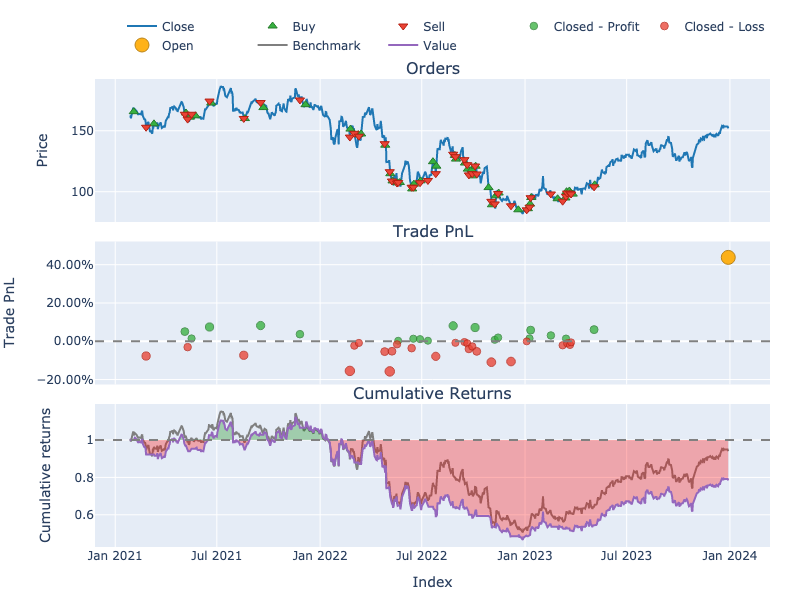 Close Buy Sell Closed - Profit Closed - Loss
Open Benchmark Value
Orders
Price
150
100
Trade PnL
Trade PnL
40.00%
20.00%
0.00%
−20.00%
Cumulative Returns
Cumulative returns
1
0.8
0.6
Jan 2021 Jul 2021 Jan 2022 Jul 2022 Jan 2023 Jul 2023 Jan 2024
Index